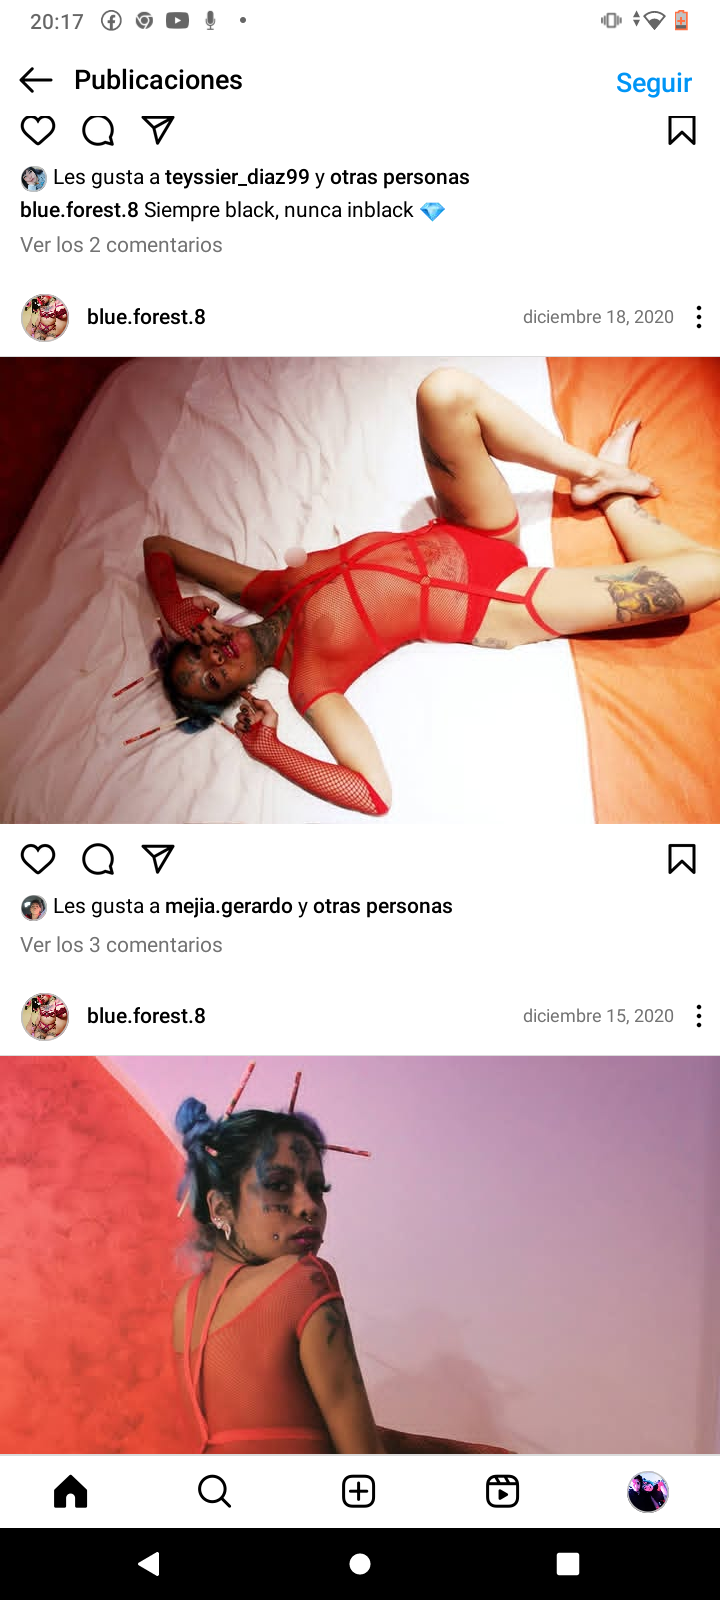 20:17
Publicaciones
Seguir
Les gusta a teyssier_diaz99 y otras personas
blue.forest.8 Siempre black, nunca inblack 💎
Ver los 2 comentarios
blue.forest.8
diciembre 18, 2020
Les gusta a mejia.gerardo y otras personas
Ver los 3 comentarios
blue.forest.8
diciembre 15, 2020